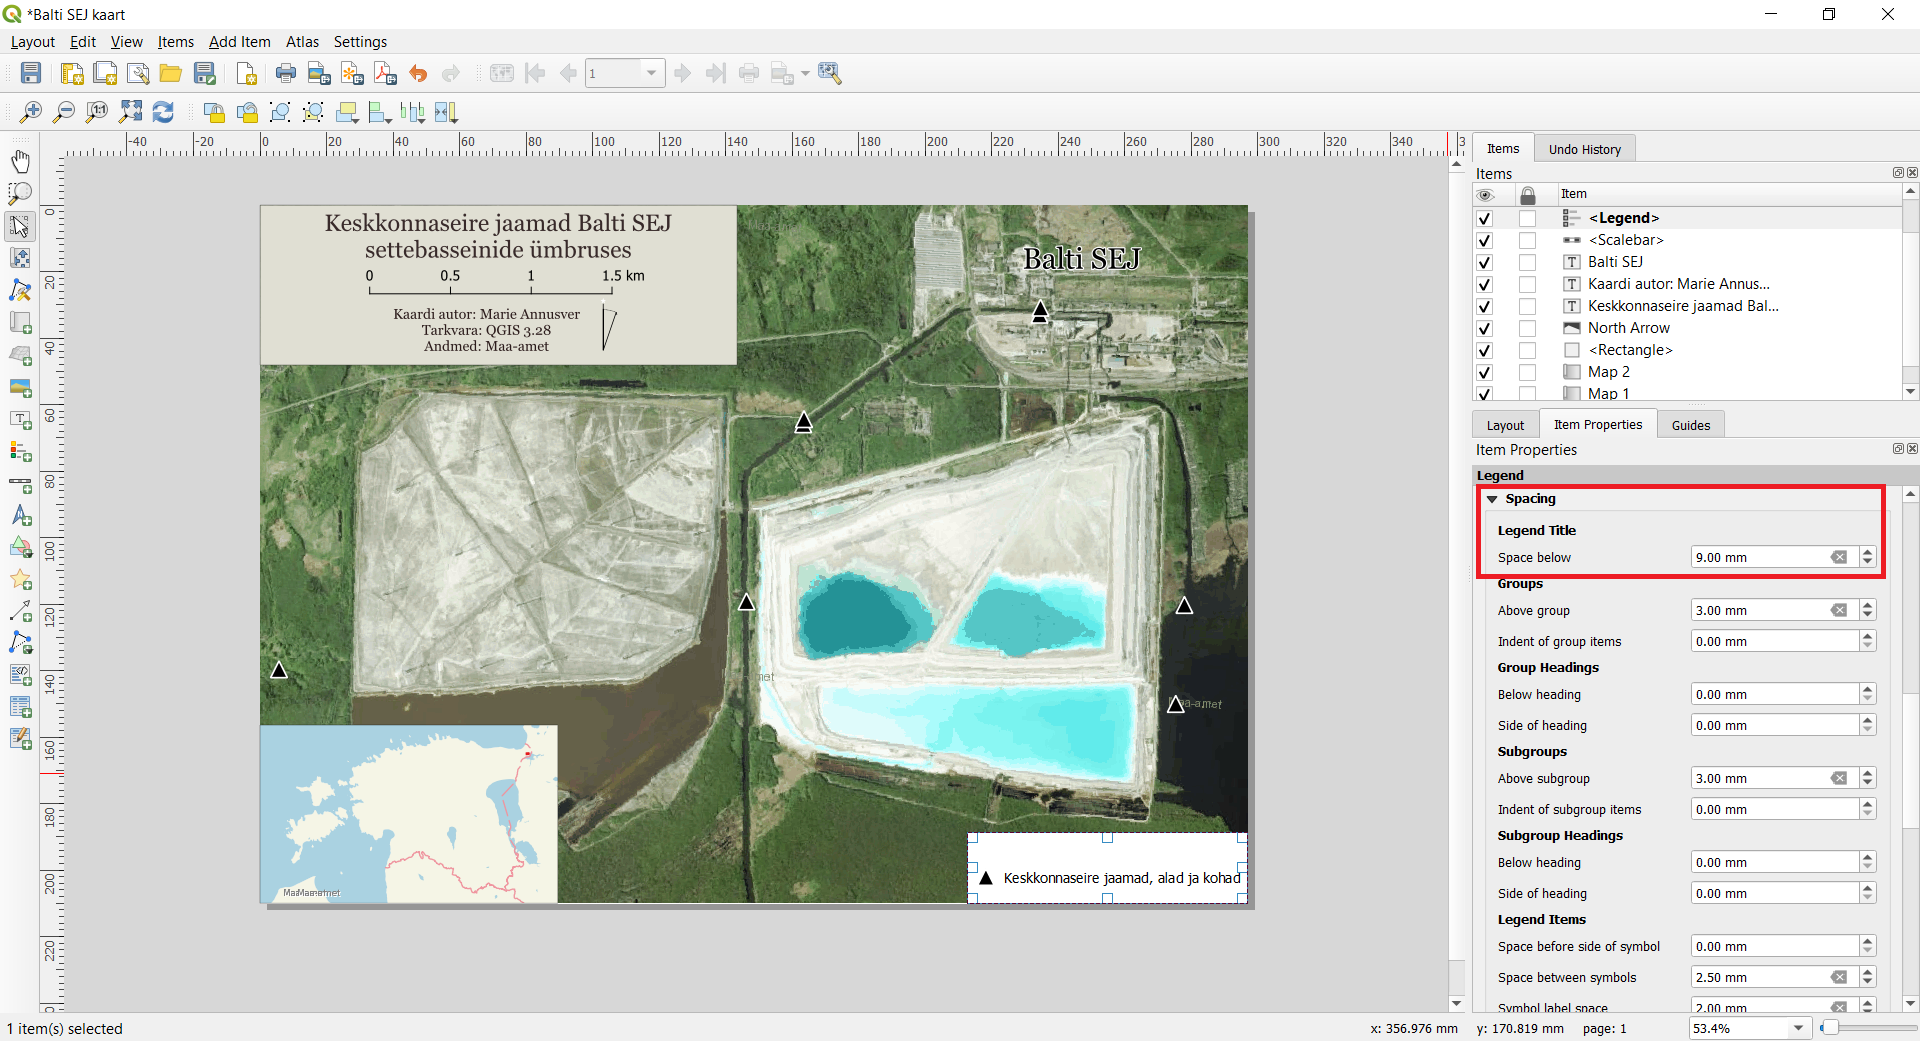 *Balti SEJ kaart
Layout Edit View Items Add Item Atlas Settings
1
-40 -20 0 20 40 60 80 100 120 140 160 180 200 220 240 260 280 300 320 340 3
0
20
40
60
80
100
120
140
160
180
200
220
Keskkonnaseire jaamad Balti SEJ
settebasseinide ümbruses
0 0.5 1 1.5 km
Kaardi autor: Marie Annusver
Tarkvara: QGIS 3.28
Andmed: Maa-amet
Balti SEJ
Maa-amet
Keskkonnaseire jaamad, alad ja kohad
Items Undo History
Items
Item
<Legend>
<Scalebar>
Balti SEJ
Kaardi autor: Marie Annus...
Keskkonnaseire jaamad Bal...
North Arrow
<Rectangle>
Map 2
Map 1
Layout Item Properties Guides
Item Properties
Legend
Spacing
Legend Title
Space below 9.00 mm
Groups
Above group 3.00 mm
Indent of group items 0.00 mm
Group Headings
Below heading 0.00 mm
Side of heading 0.00 mm
Subgroups
Above subgroup 3.00 mm
Indent of subgroup items 0.00 mm
Subgroup Headings
Below heading 0.00 mm
Side of heading 0.00 mm
Legend Items
Space before side of symbol 0.00 mm
Space between symbols 2.50 mm
Symbol label space 2.00 mm
1 item(s) selected x: 356.976 mm y: 170.819 mm page: 1 53.4%